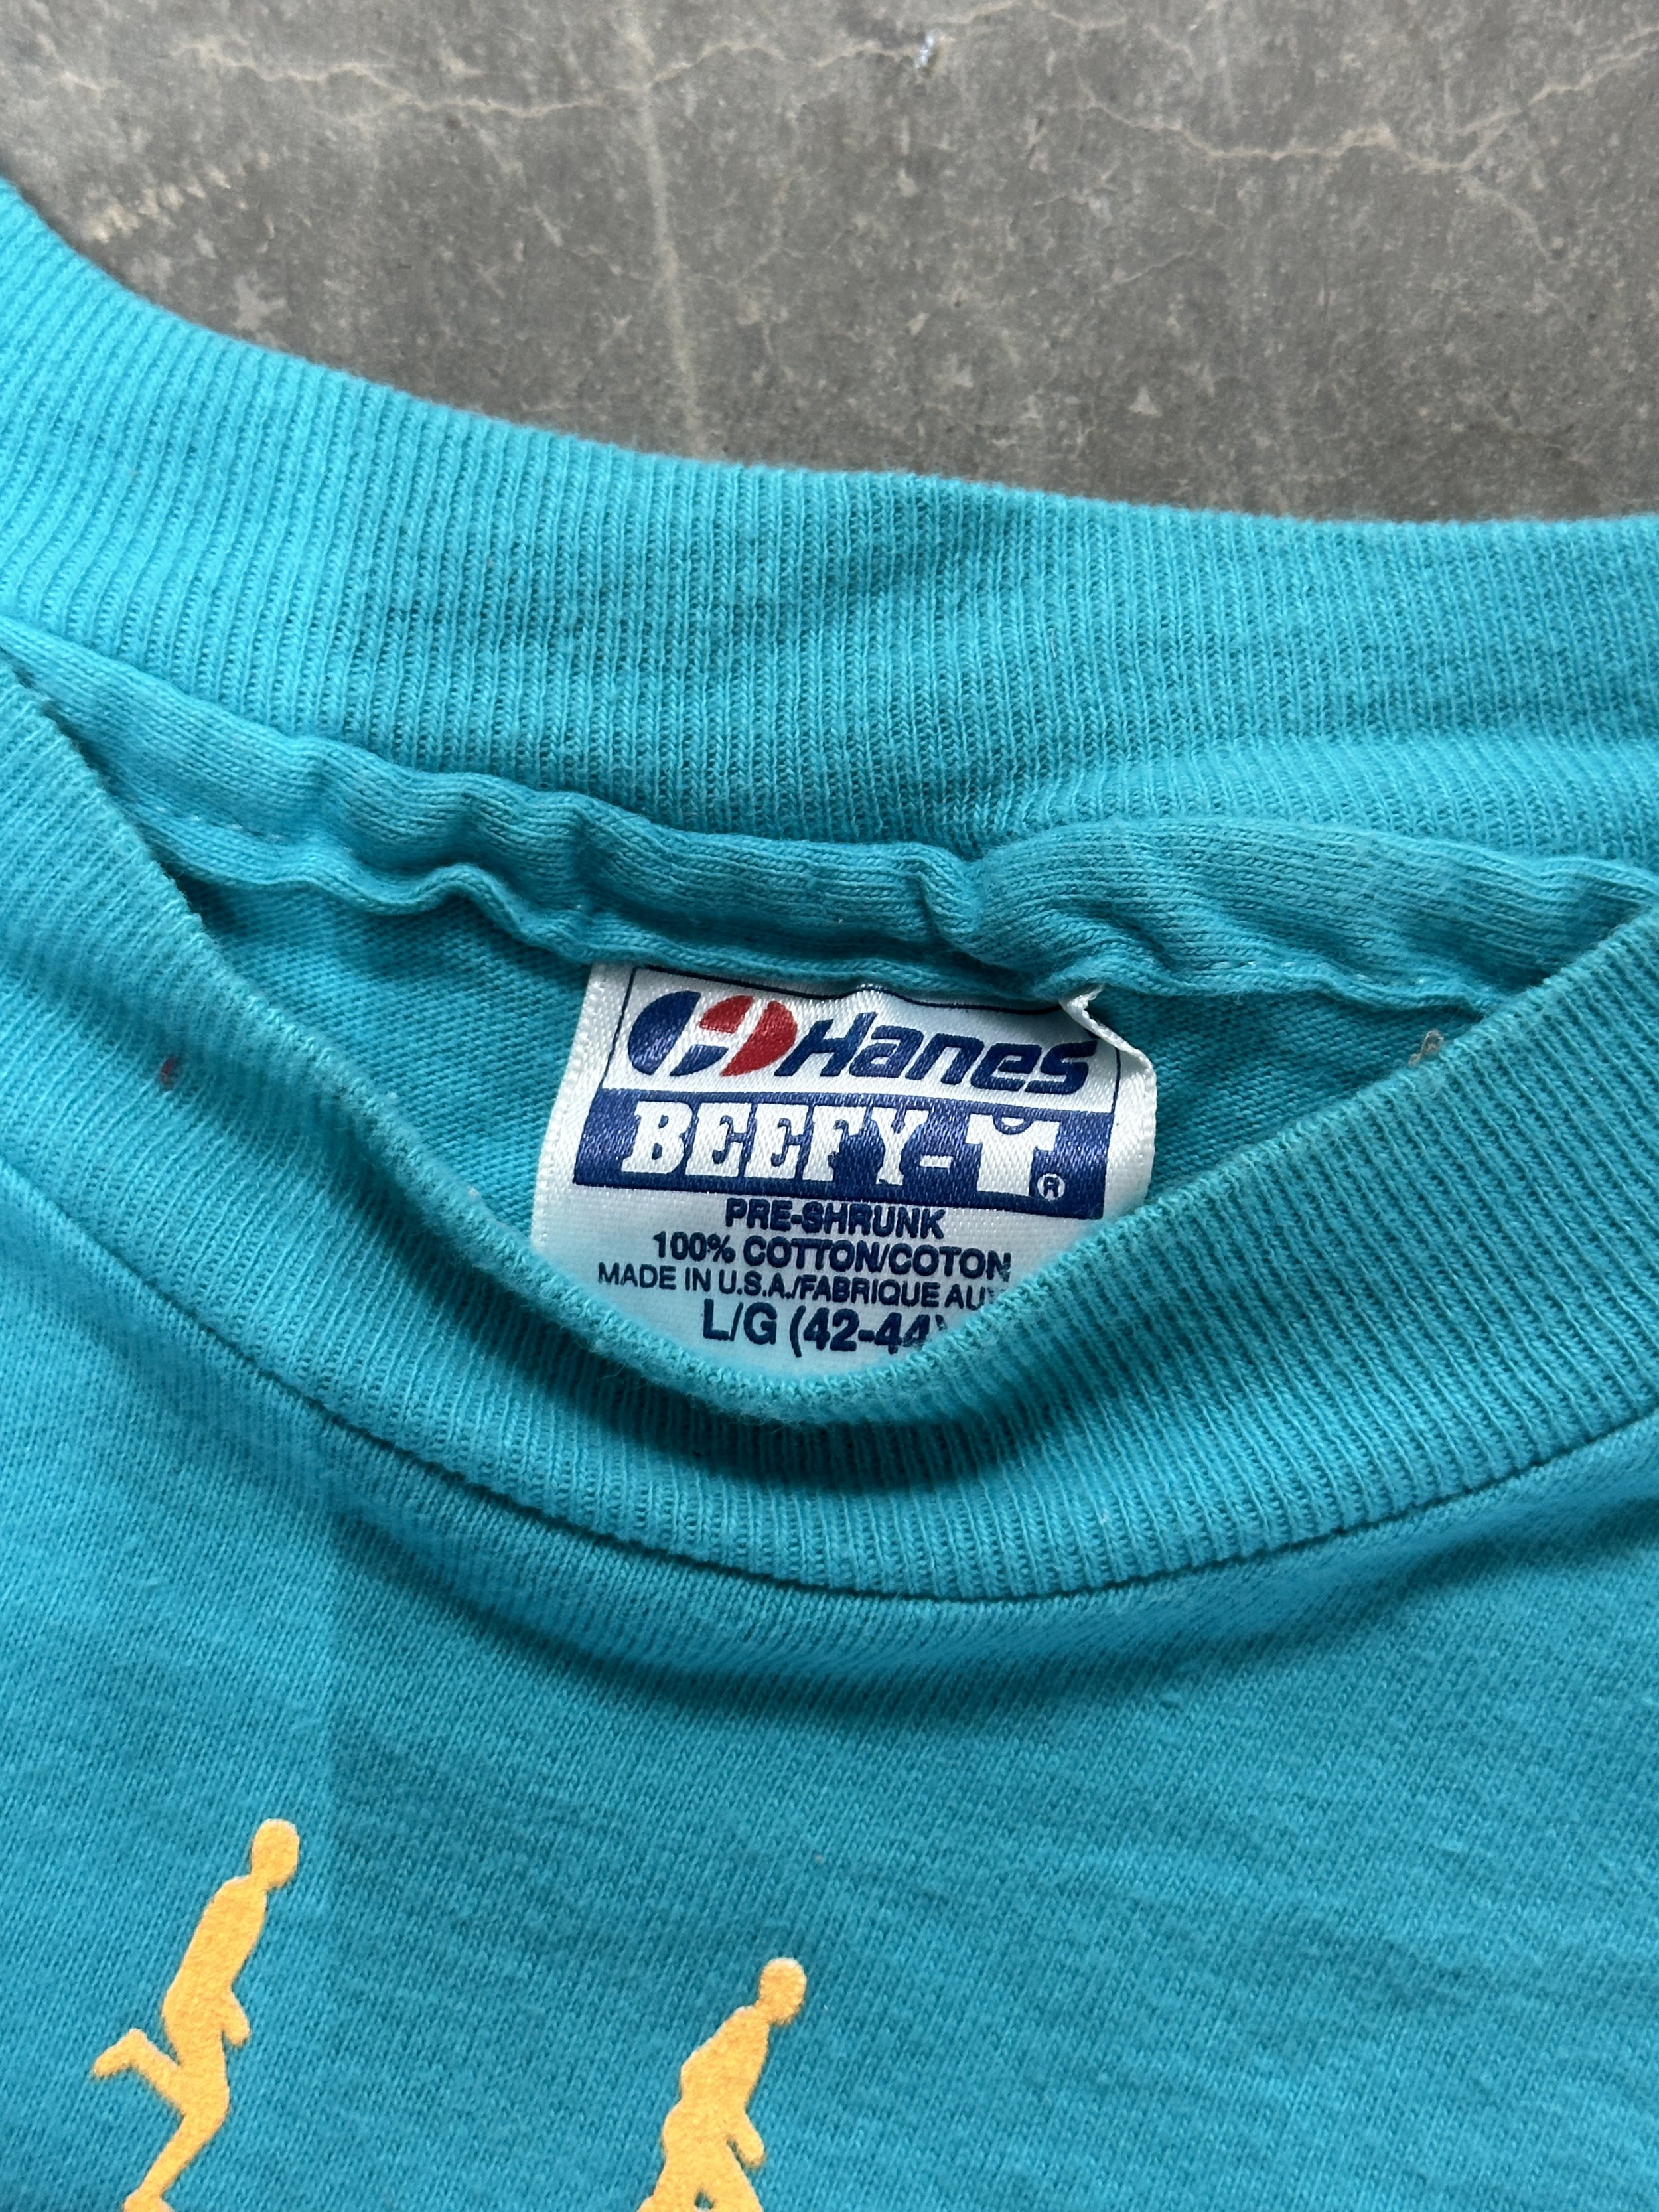 Hanes
BEEFY-T®
PRE-SHRUNK
100% COTTON/COTON
MADE IN U.S.A./FABRIQUE AUX
L/G (42-44)